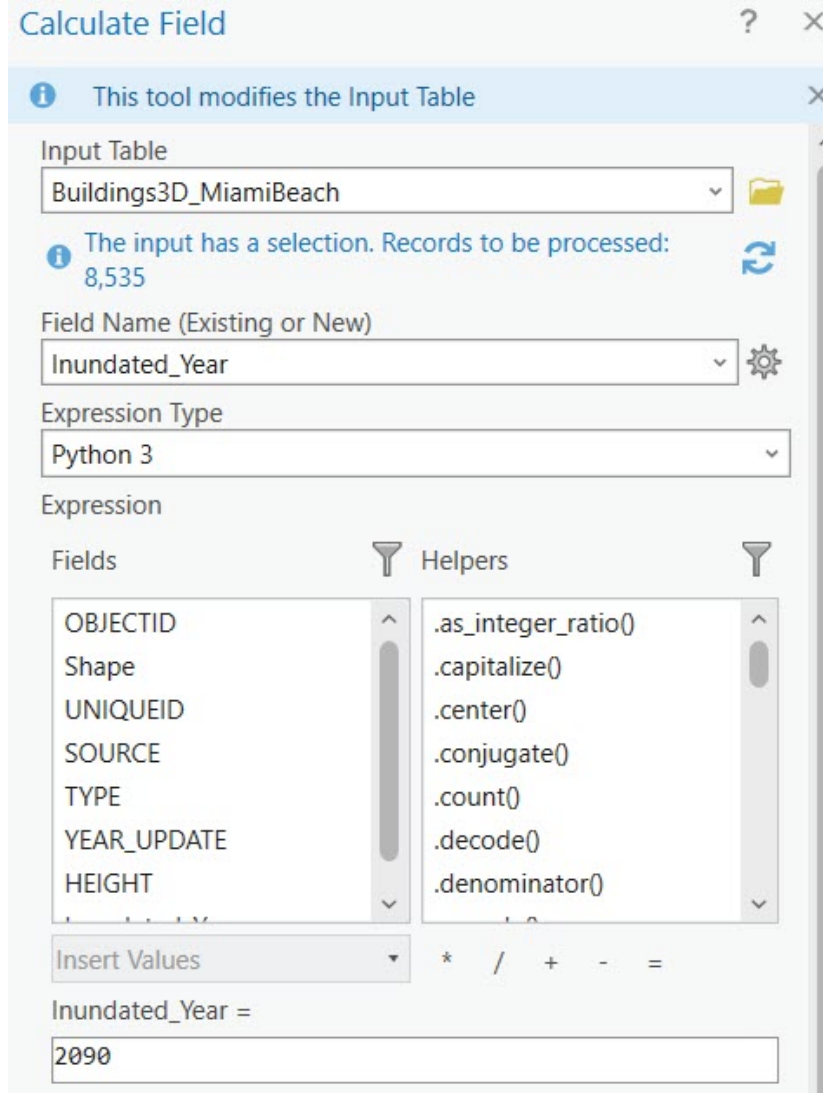 Calculate Field
This tool modifies the Input Table
Input Table
Buildings3D_MiamiBeach
The input has a selection. Records to be processed:
8,535
Field Name (Existing or New)
Inundated_Year
Expression Type
Python 3
Expression
Fields
Helpers
OBJECTID
Shape
UNIQUEID
SOURCE
TYPE
YEAR_UPDATE
HEIGHT
.as_integer_ratio()
.capitalize()
.center()
.conjugate()
.count()
.decode()
.denominator()
Insert Values
* / + - =
Inundated_Year =
2090